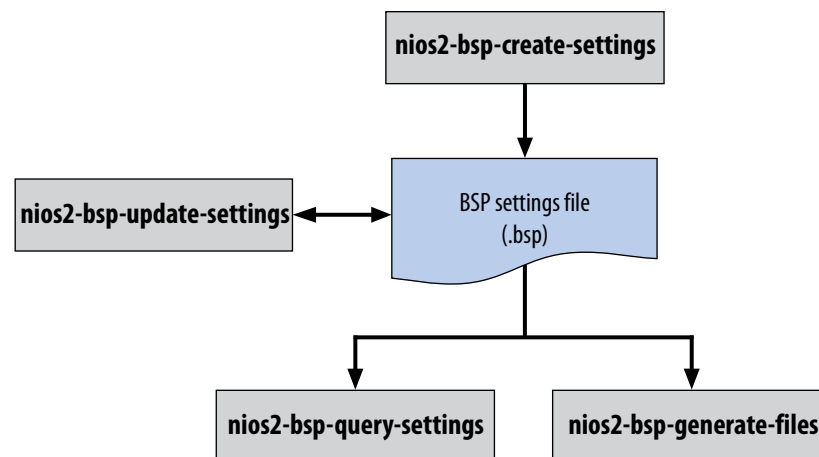 nios2-bsp-create-settings
nios2-bsp-update-settings
BSP settings file
(.bsp)
nios2-bsp-query-settings
nios2-bsp-generate-files